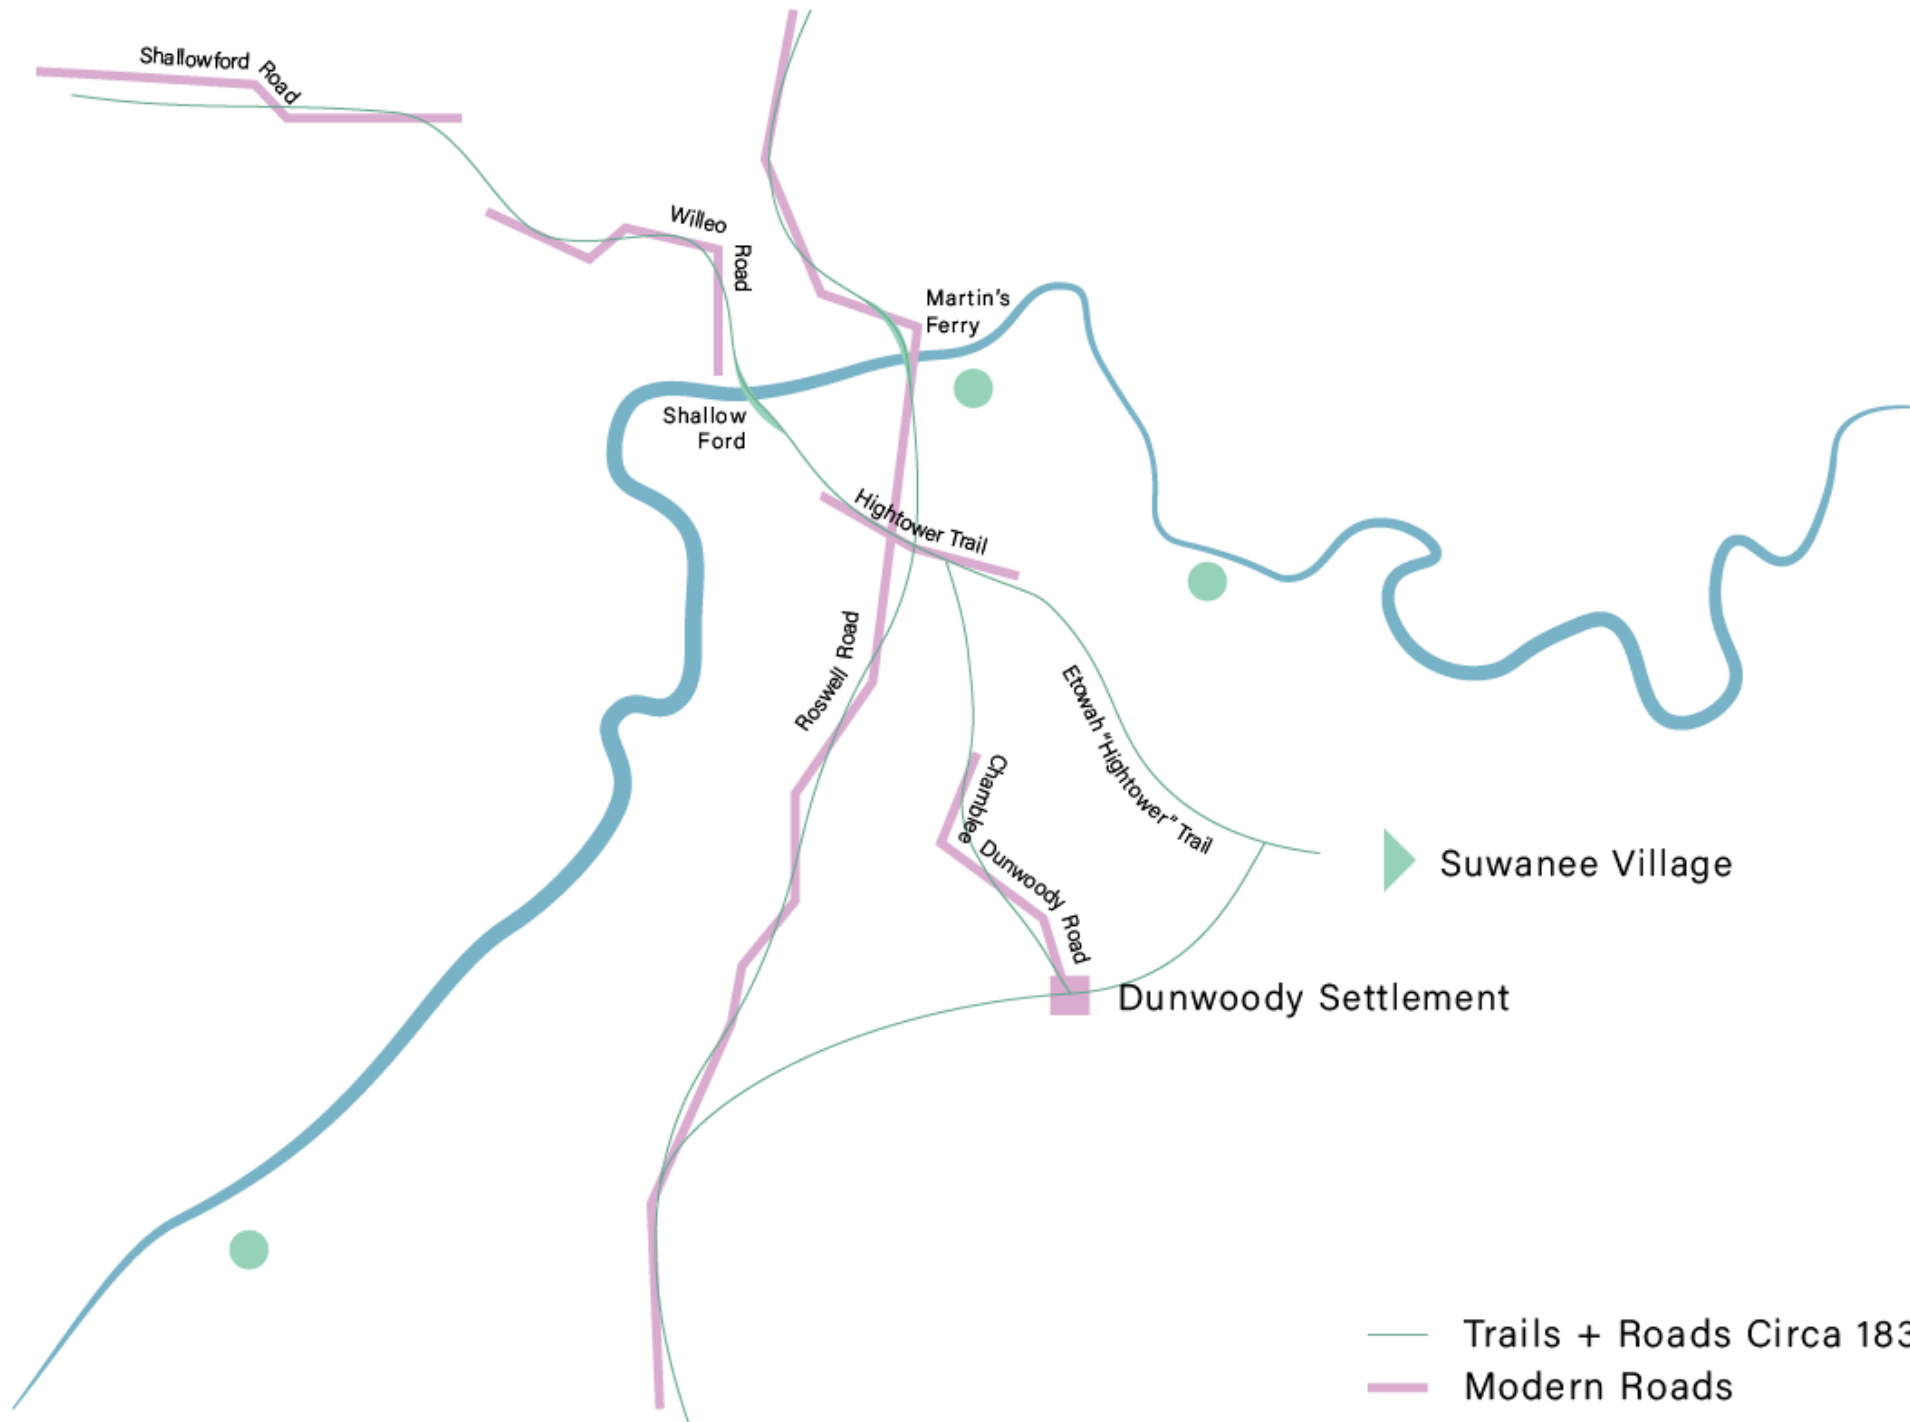 Shallowford Road
Willeo Road
Martin's
Ferry
Shallow
Ford
Hightower Trail
Roswell Road
Etowah "Hightower" Trail
Chamblee Dunwoody Road
Suwanee Village
Dunwoody Settlement
Trails + Roads Circa 183
Modern Roads